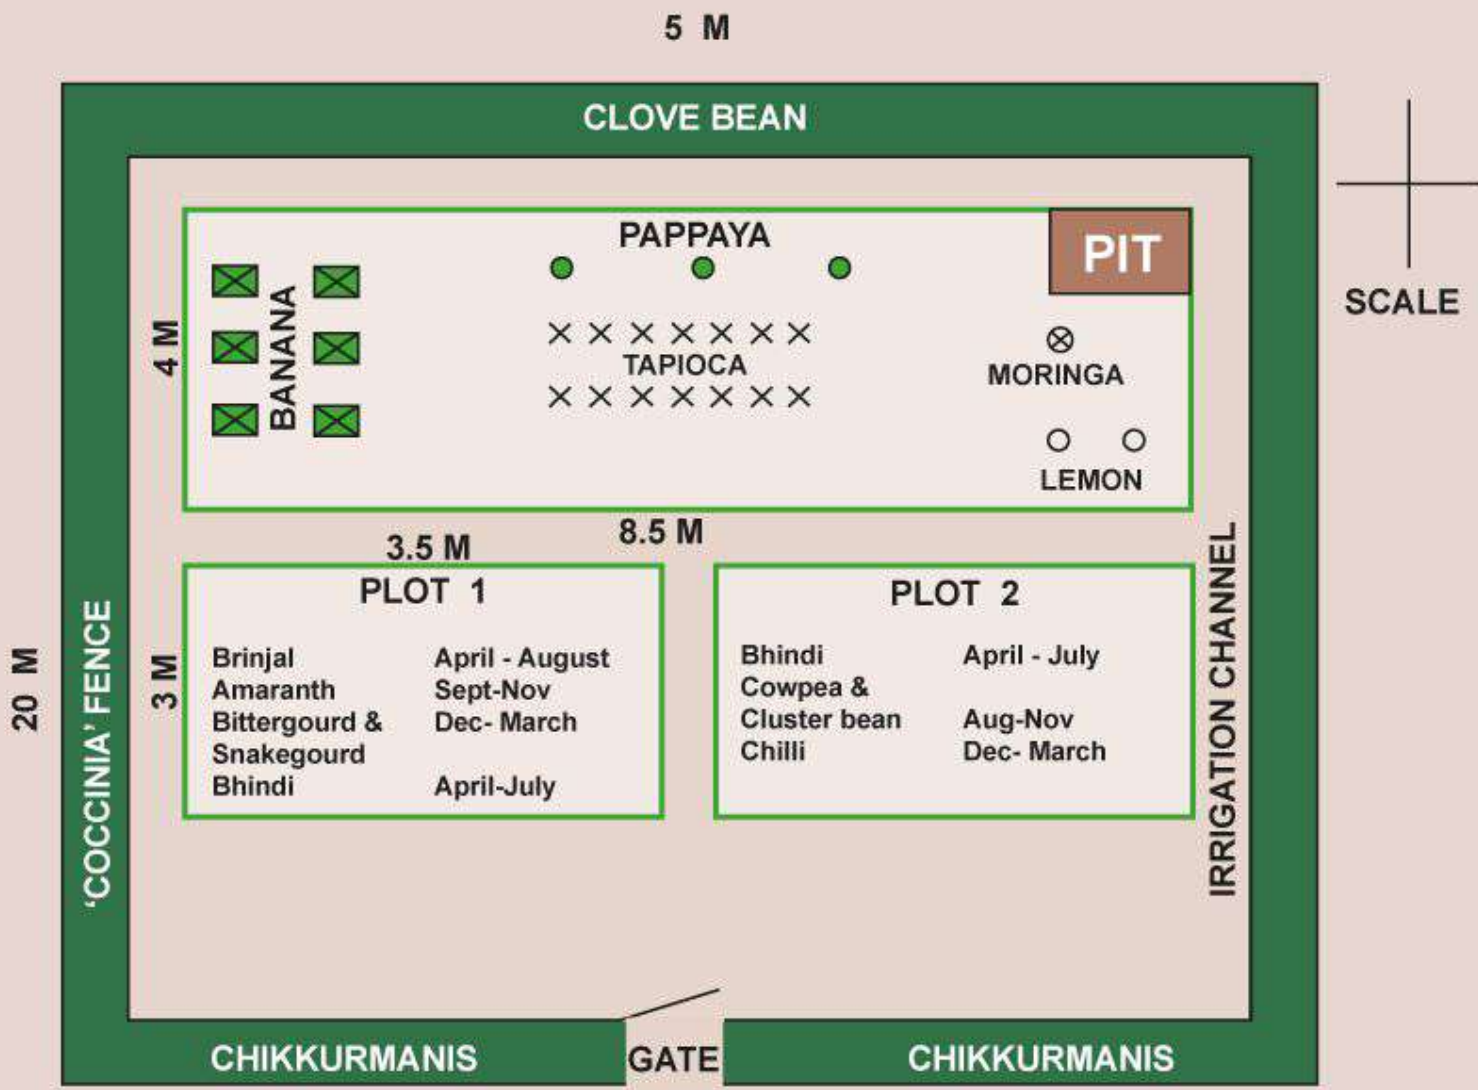 5 M
CLOVE BEAN
PAPPAYA
PIT
SCALE
4 M
BANANA
TAPIOCA
MORINGA
LEMON
8.5 M
3.5 M
PLOT 1
Brinjal April - August
Amaranth Sept-Nov
Bittergourd & Dec- March
Snakegourd
Bhindi April-July
PLOT 2
Bhindi April - July
Cowpea &
Cluster bean Aug-Nov
Chilli Dec- March
3 M
20 M
'COCCINIA' FENCE
IRRIGATION CHANNEL
CHIKKURMANIS
GATE
CHIKKURMANIS